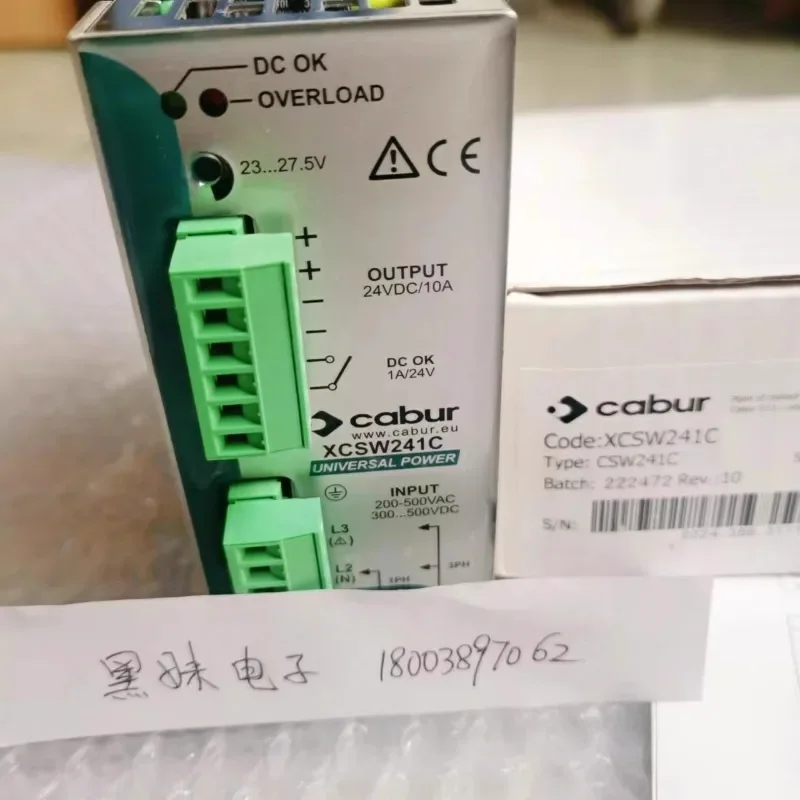 DC OK
OVERLOAD
23...27.5V
CE
+
+
OUTPUT
24VDC/10A
−
−
DC OK
1A/24V
cabur
www.cabur.eu
XCSW241C
UNIVERSAL POWER
INPUT
200-500VAC
300...500VDC
L3
(⚠)
L2
(N)
3PH
1PH
cabur
Code:XCSW241C
Type: CSW241C
Batch: 222472 Rev.:10
S/N:
黑妹电子 18003897062